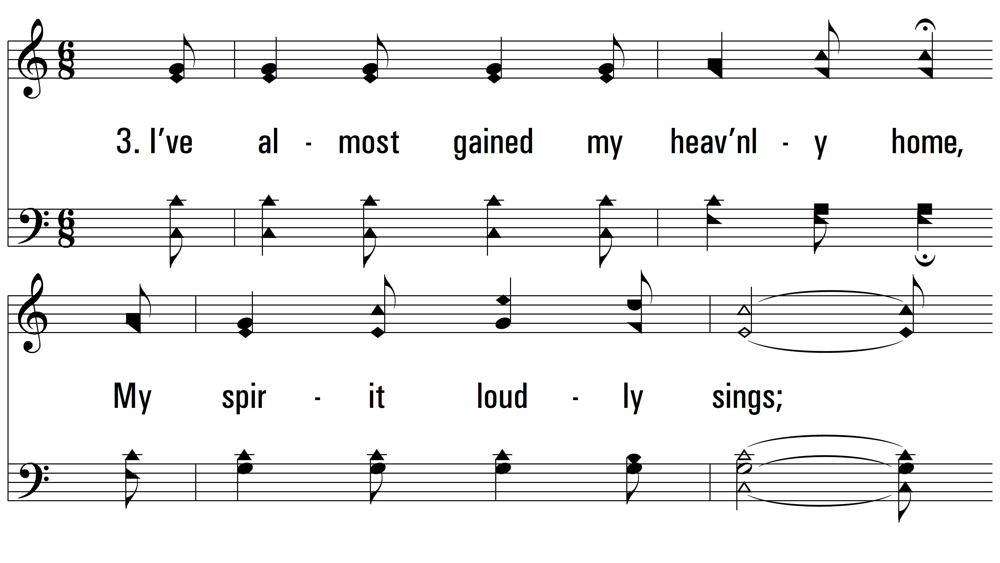 3. I’ve al - most gained my heav’nl - y home,
My spir - it loud - ly sings;